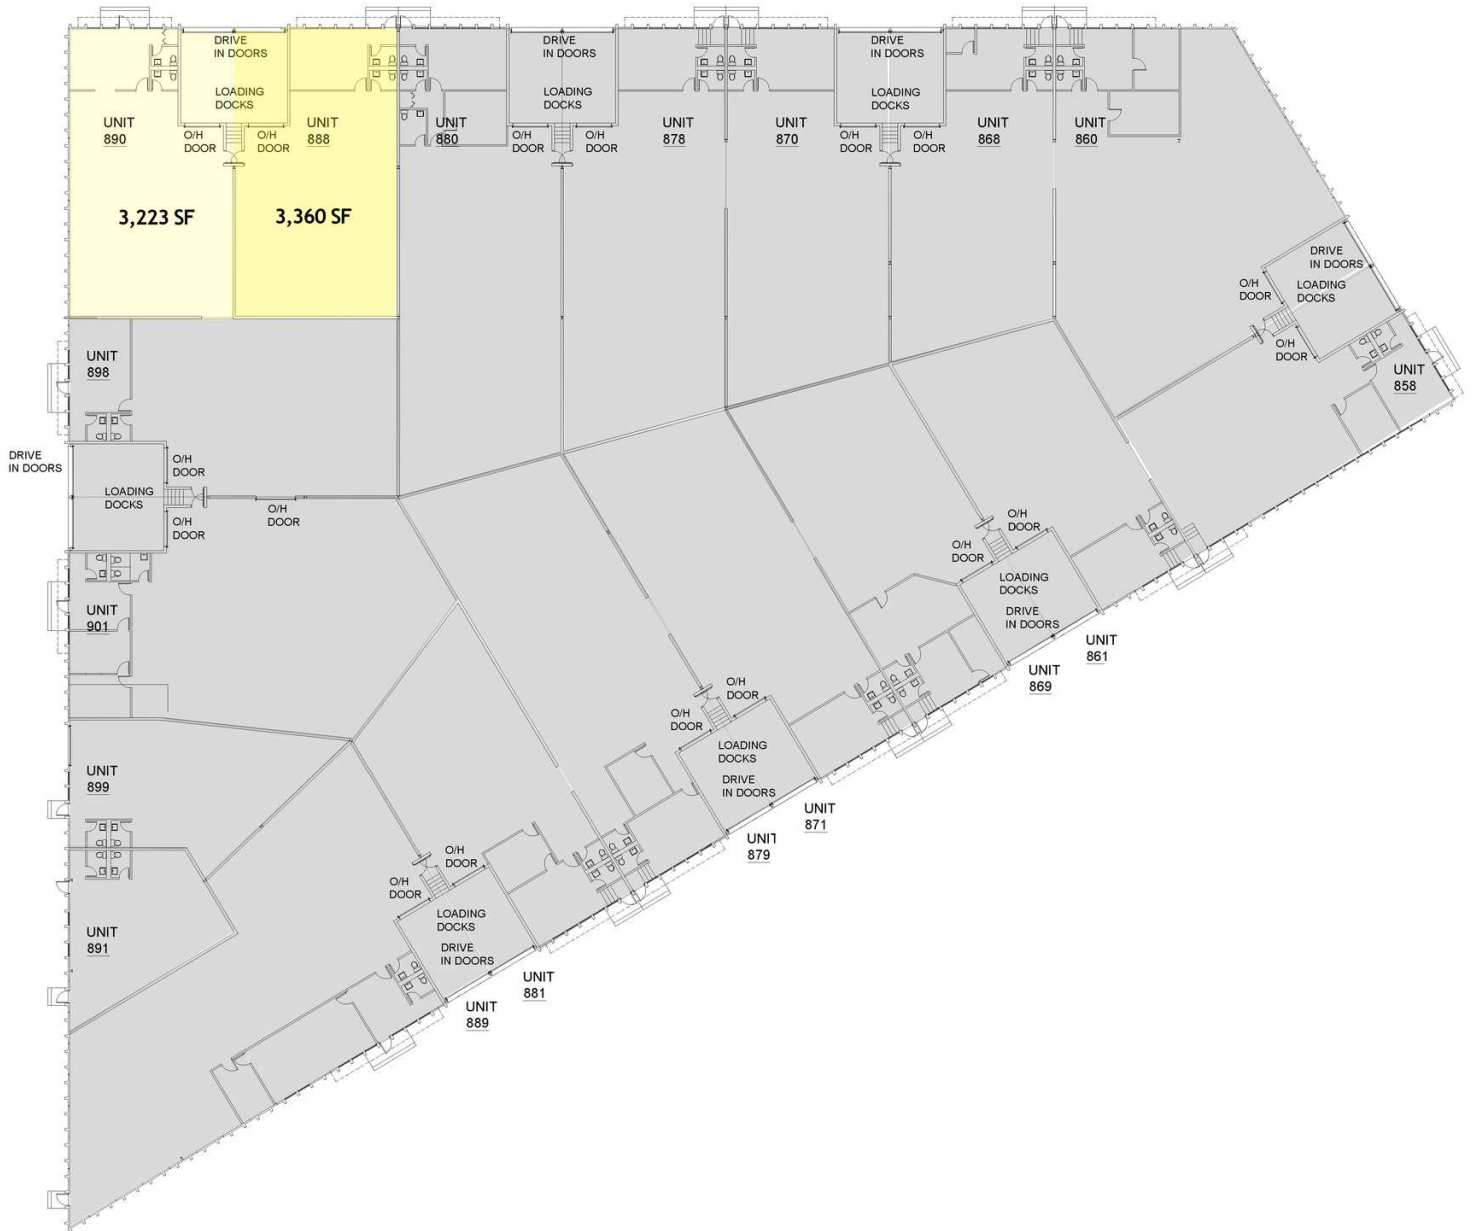 DRIVE
IN DOORS
LOADING
DOCKS
UNIT
890
O/H
DOOR
O/H
DOOR
UNIT
888
3,223 SF
3,360 SF
UNIT
880
DRIVE
IN DOORS
LOADING
DOCKS
O/H
DOOR
O/H
DOOR
UNIT
878
UNIT
870
DRIVE
IN DOORS
LOADING
DOCKS
O/H
DOOR
O/H
DOOR
UNIT
868
UNIT
860
DRIVE
IN DOORS
LOADING
DOCKS
O/H
DOOR
O/H
DOOR
UNIT
858
UNIT
898
DRIVE
IN DOORS
O/H
DOOR
LOADING
DOCKS
O/H
DOOR
O/H
DOOR
UNIT
901
O/H
DOOR
O/H
DOOR
LOADING
DOCKS
DRIVE
IN DOORS
UNIT
861
UNIT
869
O/H
DOOR
O/H
DOOR
LOADING
DOCKS
DRIVE
IN DOORS
UNIT
871
UNIT
879
UNIT
899
O/H
DOOR
O/H
DOOR
LOADING
DOCKS
DRIVE
IN DOORS
UNIT
891
UNIT
881
UNIT
889